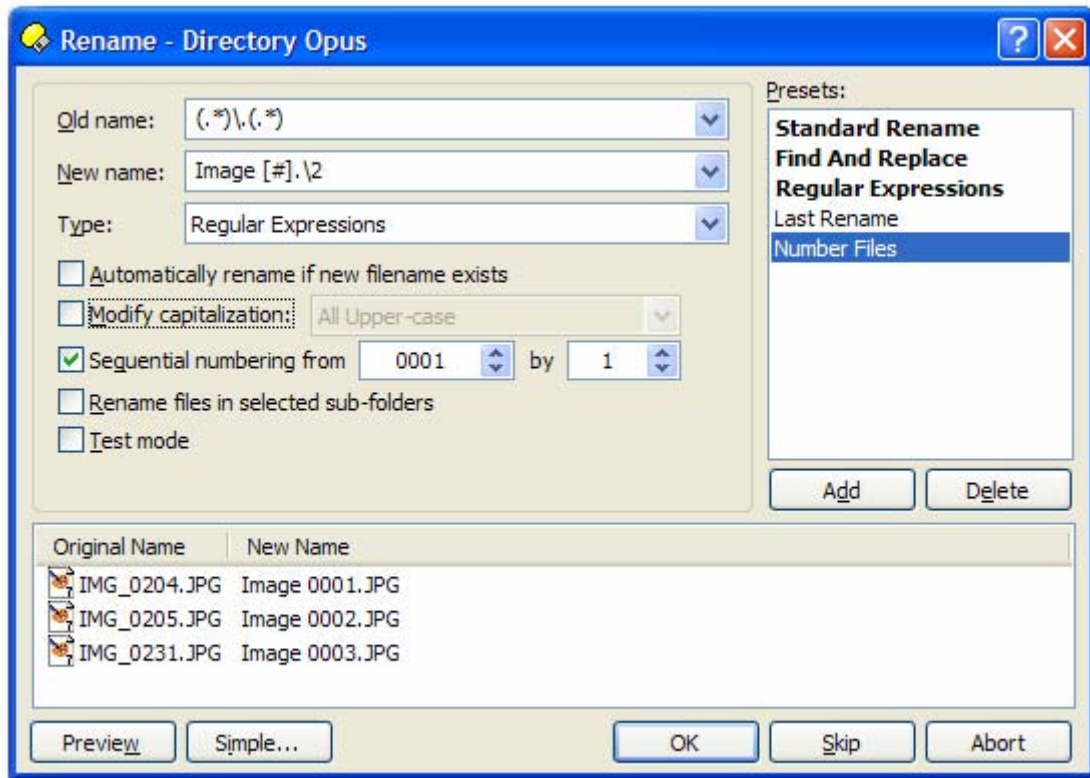 Rename - Directory Opus
Old name: (.*)\.(.*)
New name: Image [#].\2
Type: Regular Expressions
Automatically rename if new filename exists
Modify capitalization: All Upper-case
Sequential numbering from 0001 by 1
Rename files in selected sub-folders
Test mode
Presets:
Standard Rename
Find And Replace
Regular Expressions
Last Rename
Number Files
Add Delete
Original Name New Name
IMG_0204.JPG Image 0001.JPG
IMG_0205.JPG Image 0002.JPG
IMG_0231.JPG Image 0003.JPG
Preview Simple... OK Skip Abort